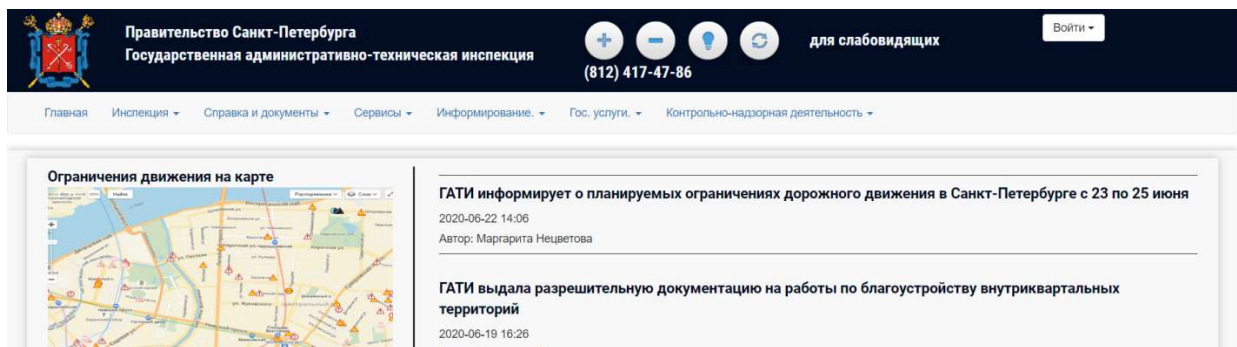 Правительство Санкт-Петербурга
Государственная административно-техническая инспекция
(812) 417-47-86
для слабовидящих
Войти
Главная
Инспекция
Справка и документы
Сервисы
Информирование.
Гос. услуги.
Контрольно-надзорная деятельность
Ограничения движения на карте
Найти
Слои
ГАТИ информирует о планируемых ограничениях дорожного движения в Санкт-Петербурге с 23 по 25 июня
2020-06-22 14:06
Автор: Маргарита Нецветова
ГАТИ выдала разрешительную документацию на работы по благоустройству внутриквартальных
территорий
2020-06-19 16:26